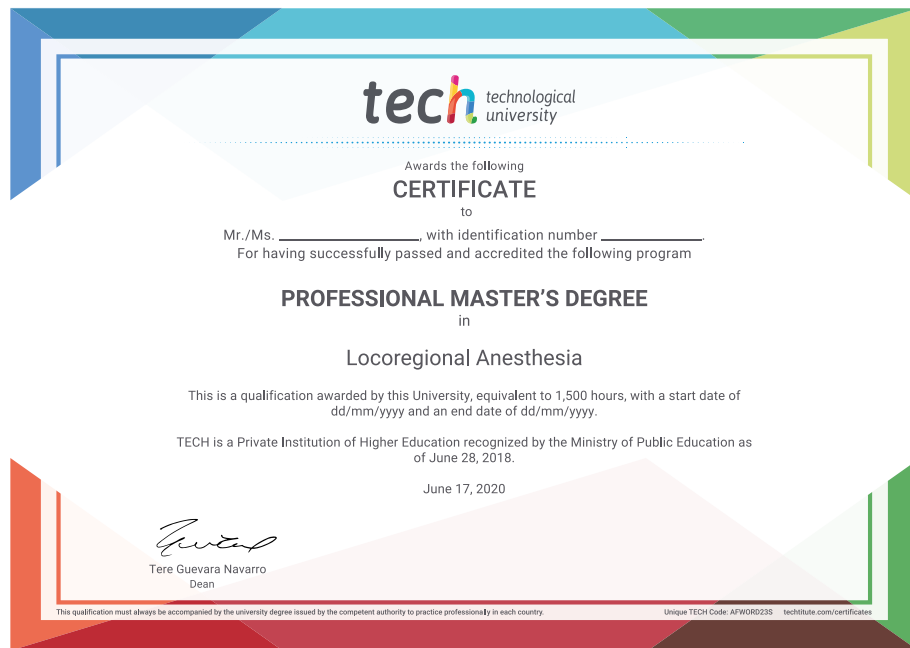 tech technological
university
Awards the following
CERTIFICATE
to
Mr./Ms. ____________________, with identification number ______________.
For having successfully passed and accredited the following program
PROFESSIONAL MASTER'S DEGREE
in
Locoregional Anesthesia
This is a qualification awarded by this University, equivalent to 1,500 hours, with a start date of
dd/mm/yyyy and an end date of dd/mm/yyyy.
TECH is a Private Institution of Higher Education recognized by the Ministry of Public Education as
of June 28, 2018.
June 17, 2020
Tere Guevara Navarro
Dean
This qualification must always be accompanied by the university degree issued by the competent authority to practice professionally in each country.
Unique TECH Code: AFWORD23S techtitute.com/certificates